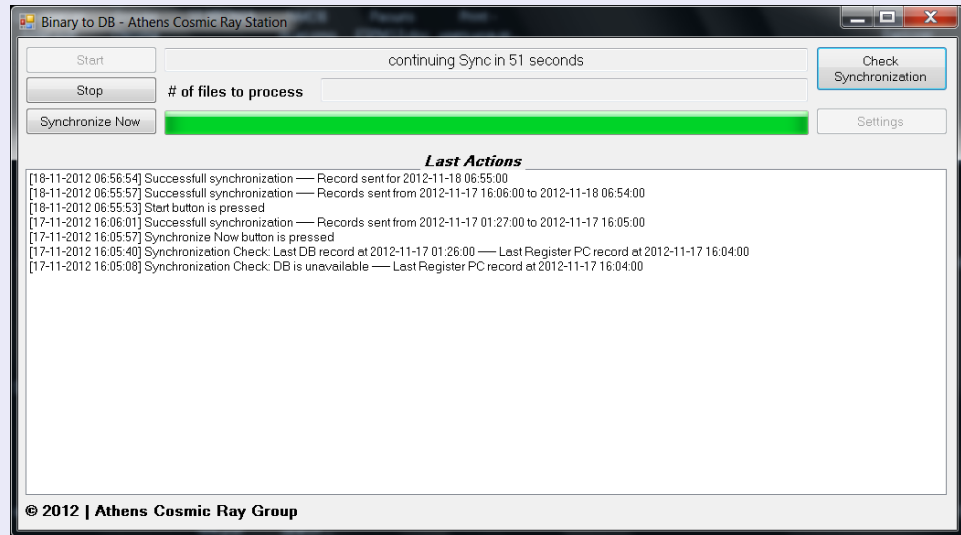 Binary to DB - Athens Cosmic Ray Station
Start
continuing Sync in 51 seconds
Check
Synchronization
Stop
# of files to process
Synchronize Now
Settings
Last Actions
[18-11-2012 06:56:54] Successfull synchronization ── Record sent for 2012-11-18 06:55:00
[18-11-2012 06:55:57] Successfull synchronization ── Records sent from 2012-11-17 16:06:00 to 2012-11-18 06:54:00
[18-11-2012 06:55:53] Start button is pressed
[17-11-2012 16:06:01] Successfull synchronization ── Records sent from 2012-11-17 01:27:00 to 2012-11-17 16:05:00
[17-11-2012 16:05:57] Synchronize Now button is pressed
[17-11-2012 16:05:40] Synchronization Check: Last DB record at 2012-11-17 01:26:00 ── Last Register PC record at 2012-11-17 16:04:00
[17-11-2012 16:05:08] Synchronization Check: DB is unavailable ── Last Register PC record at 2012-11-17 16:04:00
© 2012 | Athens Cosmic Ray Group